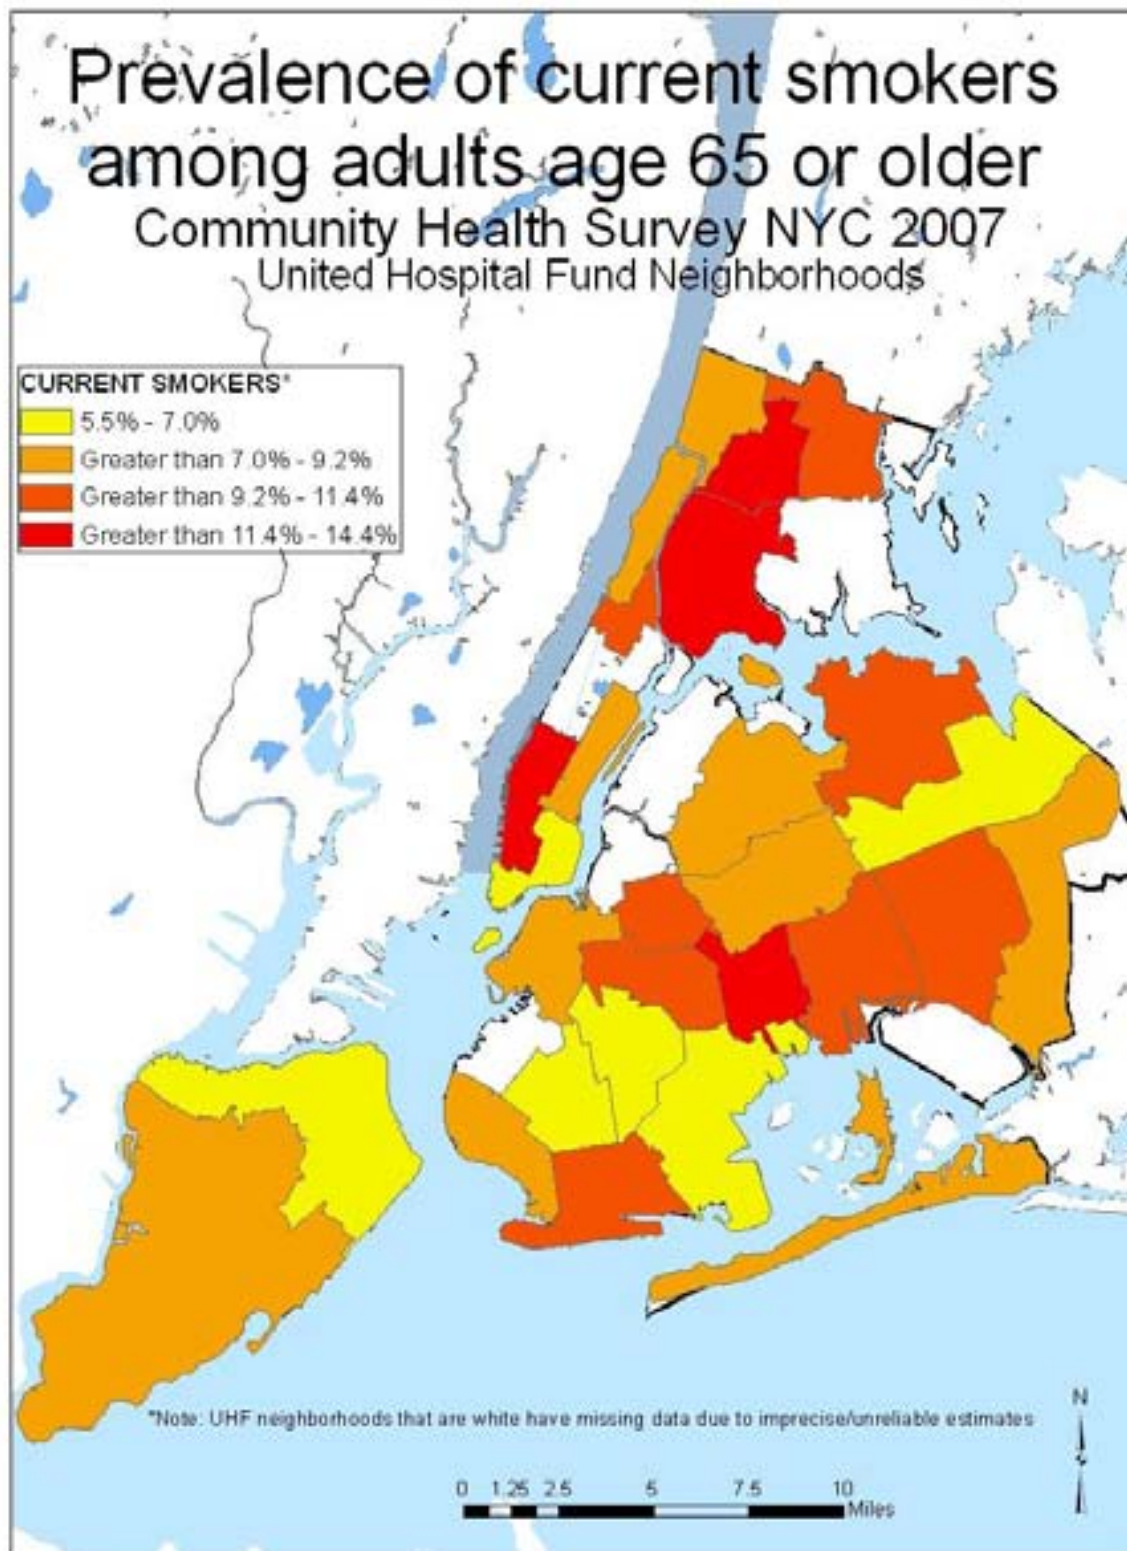 Prevalence of current smokers
among adults age 65 or older
Community Health Survey NYC 2007
United Hospital Fund Neighborhoods
CURRENT SMOKERS*
5.5% - 7.0%
Greater than 7.0% - 9.2%
Greater than 9.2% - 11.4%
Greater than 11.4% - 14.4%
*Note: UHF neighborhoods that are white have missing data due to imprecise/unreliable estimates
N
0 1.25 2.5 5 7.5 10
Miles